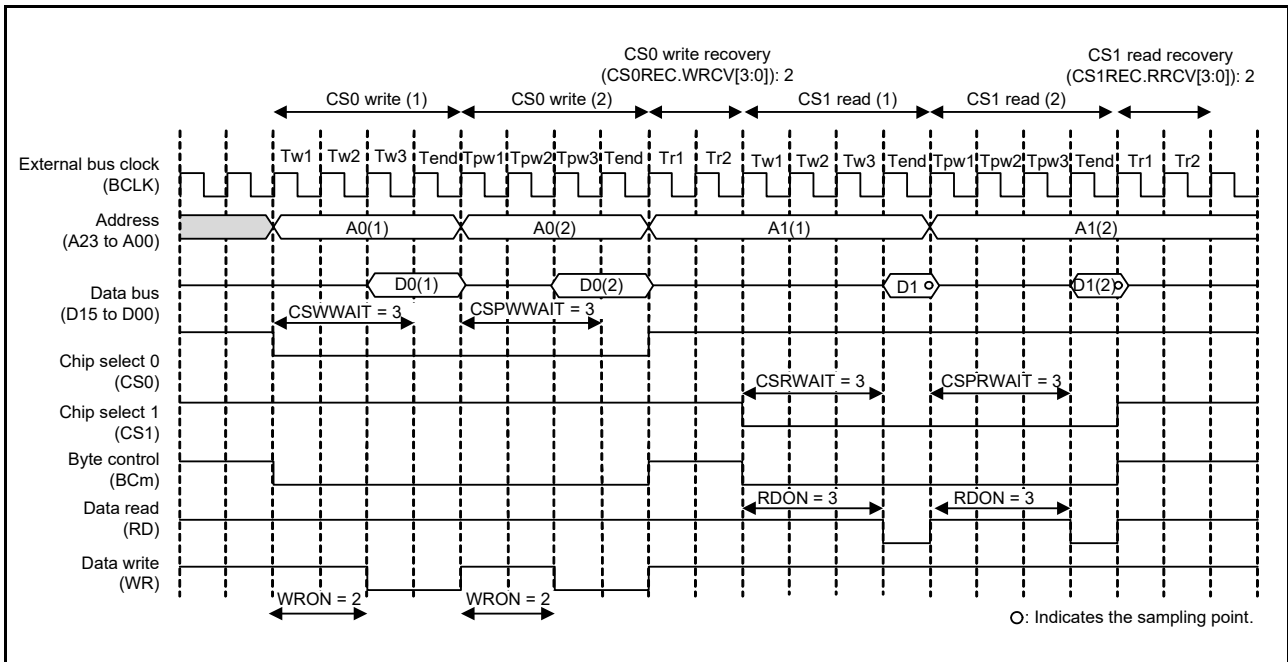 CS0 write recovery
(CS0REC.WRCV[3:0]): 2
CS1 read recovery
(CS1REC.RRCV[3:0]): 2
CS0 write (1)
CS0 write (2)
CS1 read (1)
CS1 read (2)
External bus clock
(BCLK)
Tw1 Tw2 Tw3 Tend Tpw1 Tpw2 Tpw3 Tend Tr1 Tr2 Tw1 Tw2 Tw3 Tend Tpw1 Tpw2 Tpw3 Tend Tr1 Tr2
Address
(A23 to A00)
A0(1) A0(2) A1(1) A1(2)
Data bus
(D15 to D00)
D0(1) D0(2) D1 D1(2)
CSWWAIT = 3 CSPWWAIT = 3
Chip select 0
(CS0)
CSRWAIT = 3 CSPRWAIT = 3
Chip select 1
(CS1)
Byte control
(BCm)
RDON = 3 RDON = 3
Data read
(RD)
Data write
(WR)
WRON = 2 WRON = 2
O: Indicates the sampling point.